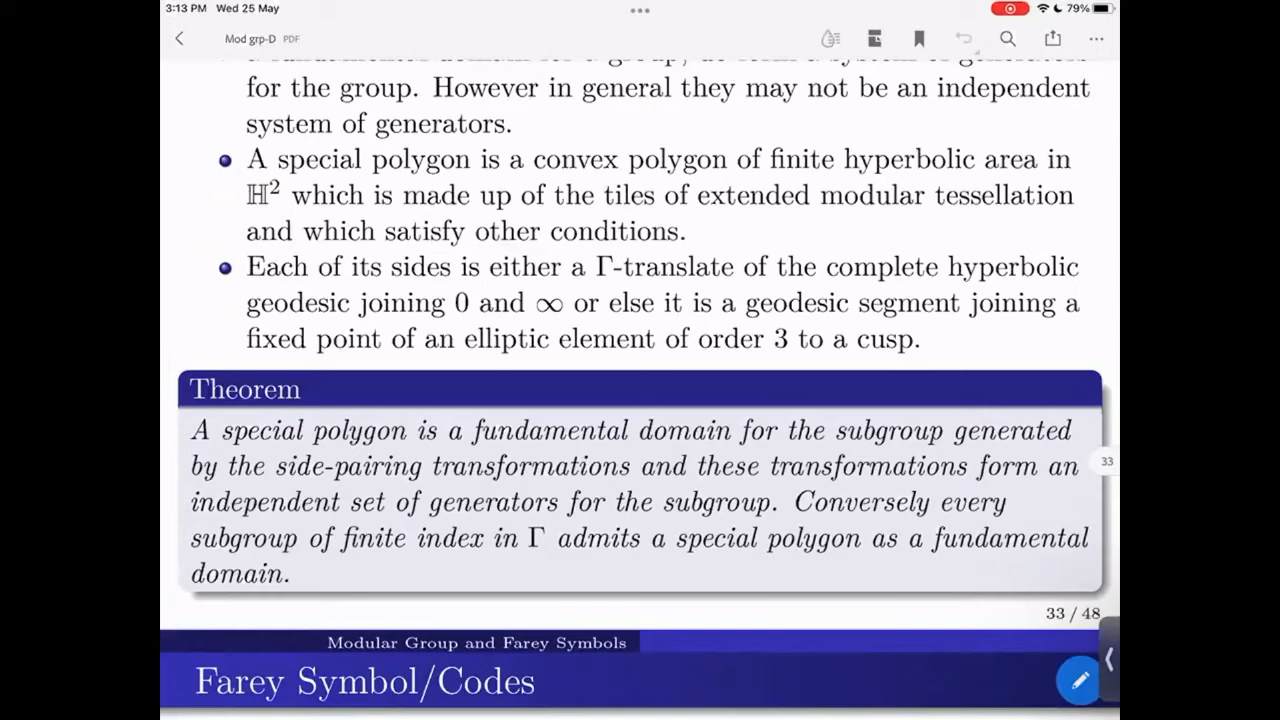 3:13 PM Wed 25 May
79%
Mod grp-D PDF
for the group. However in general they may not be an independent
system of generators.
A special polygon is a convex polygon of finite hyperbolic area in
ℍ² which is made up of the tiles of extended modular tessellation
and which satisfy other conditions.
Each of its sides is either a Γ-translate of the complete hyperbolic
geodesic joining 0 and ∞ or else it is a geodesic segment joining a
fixed point of an elliptic element of order 3 to a cusp.
Theorem
A special polygon is a fundamental domain for the subgroup generated
by the side-pairing transformations and these transformations form an
independent set of generators for the subgroup. Conversely every
subgroup of finite index in Γ admits a special polygon as a fundamental
domain.
33
33 / 48
Modular Group and Farey Symbols
Farey Symbol/Codes